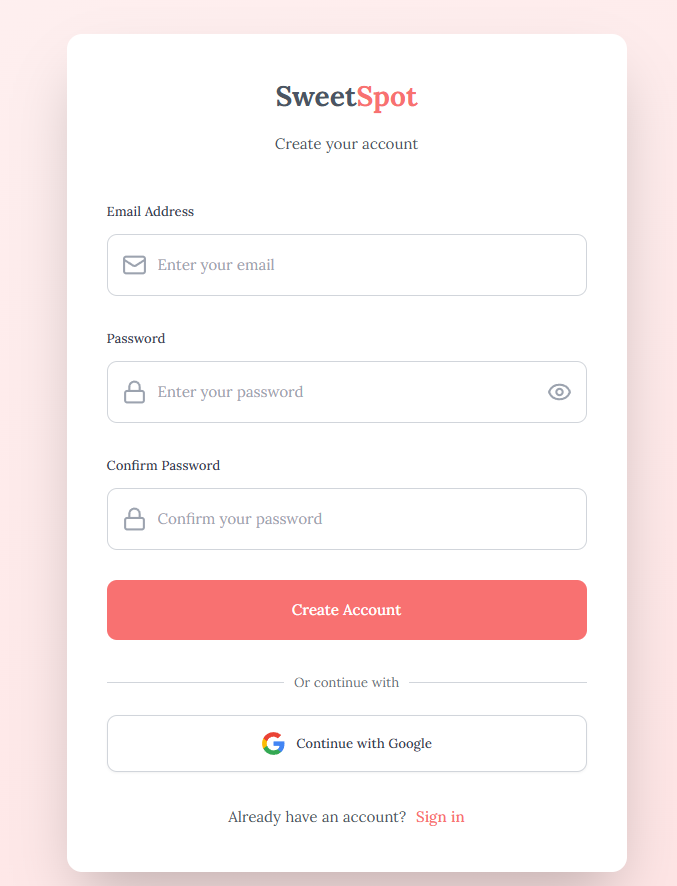 SweetSpot
Create your account
Email Address
Enter your email
Password
Enter your password
Confirm Password
Confirm your password
Create Account
Or continue with
Continue with Google
Already have an account? Sign in